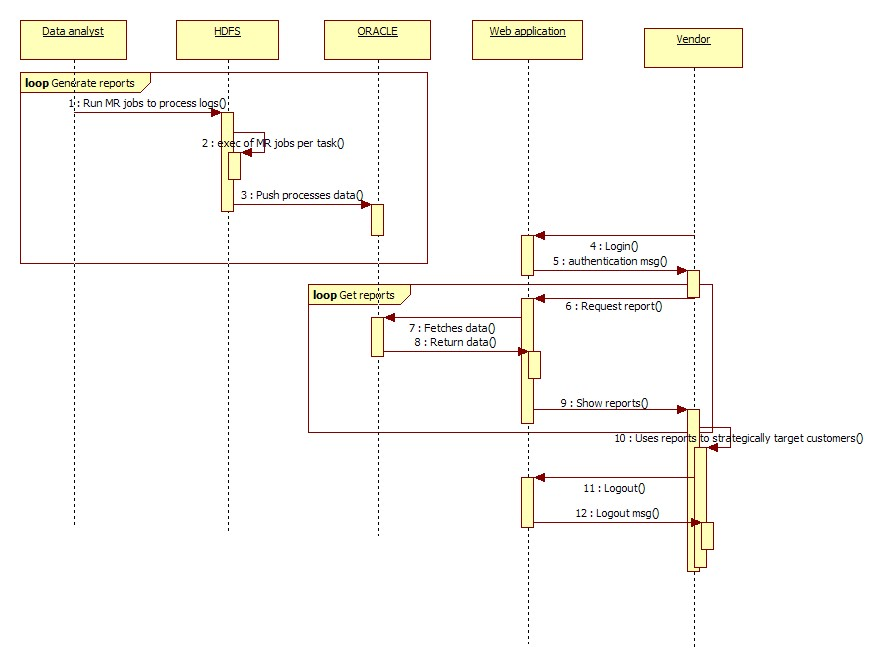 Data analyst
HDFS
ORACLE
Web application
Vendor
loop Generate reports
1 : Run MR jobs to process logs()
2 : exec of MR jobs per task()
3 : Push processes data()
4 : Login()
5 : authentication msg()
loop Get reports
6 : Request report()
7 : Fetches data()
8 : Return data()
9 : Show reports()
10 : Uses reports to strategically target customers()
11 : Logout()
12 : Logout msg()